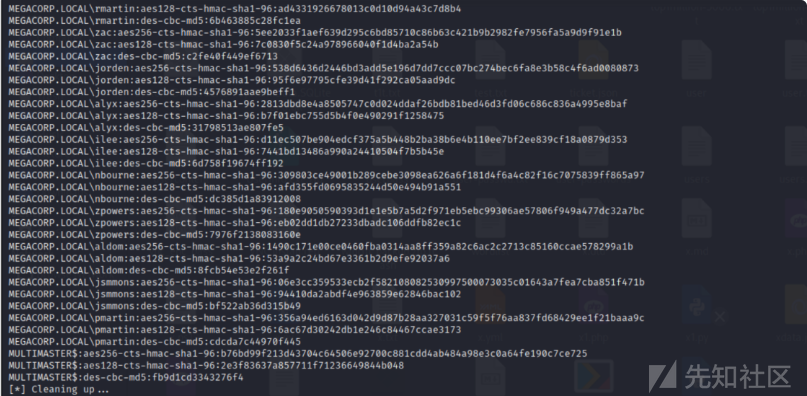 MEGACORP.LOCAL\rmartin:aes128-cts-hmac-sha1-96:ad4331926678013c0d10d94a43c7d8b4
MEGACORP.LOCAL\zac:aes256-cts-hmac-sha1-96:5ee2033f1aef639d295c6bd85710c86b63c421b9b2982fe7956fa5a9d9f91e1b
MEGACORP.LOCAL\zac:aes128-cts-hmac-sha1-96:7c0830f5c24a978966040f1d4ba2a54b
MEGACORP.LOCAL\zac:des-cbc-md5:c2fe40f449ef6713
MEGACORP.LOCAL\jorden:aes256-cts-hmac-sha1-96:538d6436d2446bd3add5e196d7dd7ccc07bc274bec6fa8e3b58c4f6ad0080873
MEGACORP.LOCAL\jorden:aes128-cts-hmac-sha1-96:95f6e97795cfe39d41f292ca05aad9dc
MEGACORP.LOCAL\jorden:des-cbc-md5:4576891aae9beff1
MEGACORP.LOCAL\alyx:aes256-cts-hmac-sha1-96:2813dbd8e4a8505747c0d024ddaf26bdb81bed46d3fd06c686c836a4995e8baf
MEGACORP.LOCAL\alyx:aes128-cts-hmac-sha1-96:b7f01ebc755d5b4f0e490291f1258475
MEGACORP.LOCAL\alyx:des-cbc-md5:31798513ae807fe5
MEGACORP.LOCAL\ilee:aes256-cts-hmac-sha1-96:d11ec507be904edcf375a5b448b2ba38b6e4b110ee7bf2ee839cf18a0879d353
MEGACORP.LOCAL\ilee:aes128-cts-hmac-sha1-96:7441bd13486a990a24410504f7b5b45e
MEGACORP.LOCAL\ilee:des-cbc-md5:6d758f19674ff192
MEGACORP.LOCAL\nbourne:aes256-cts-hmac-sha1-96:309803ce49001b289cebe3098ea626a6f181d4f6a4c82f16c7075839ff865a97
MEGACORP.LOCAL\nbourne:aes128-cts-hmac-sha1-96:afd355fd0695835244d50e494b91a551
MEGACORP.LOCAL\nbourne:des-cbc-md5:dc385d1a83912008
MEGACORP.LOCAL\zpowers:aes256-cts-hmac-sha1-96:180e9050590393d1e1e5b7a5d2f971eb5ebc99306ae57806f949a477dc32a7bc
MEGACORP.LOCAL\zpowers:aes128-cts-hmac-sha1-96:eb02dd1db27233dbadc106ddfb82ec1c
MEGACORP.LOCAL\zpowers:des-cbc-md5:7976f2138083160e
MEGACORP.LOCAL\aldom:aes256-cts-hmac-sha1-96:1490c171e00ce0460fba0314aa8ff359a82c6ac2c2713c85160ccae578299a1b
MEGACORP.LOCAL\aldom:aes128-cts-hmac-sha1-96:53a9a2c24bd67e3361b2d9efe92037a6
MEGACORP.LOCAL\aldom:des-cbc-md5:8fcb54e53e2f261f
MEGACORP.LOCAL\jsmmons:aes256-cts-hmac-sha1-96:06e3cc359533ecb2f582108082530997500073035c01643a7fea7cba851f471b
MEGACORP.LOCAL\jsmmons:aes128-cts-hmac-sha1-96:94410da2abdf4e963859e62846bac102
MEGACORP.LOCAL\jsmmons:des-cbc-md5:bf522ab36d315b49
MEGACORP.LOCAL\pmartin:aes256-cts-hmac-sha1-96:356a94ed6163d042d9d87b28aa327031c59f5f76aa837fd68429ee1f21baaa9c
MEGACORP.LOCAL\pmartin:aes128-cts-hmac-sha1-96:6ac67d30242db1e246c84467ccae3173
MEGACORP.LOCAL\pmartin:des-cbc-md5:cdcda7c44970f445
MULTIMASTER$:aes256-cts-hmac-sha1-96:b76bd99f213d43704c64506e92700c881cdd4ab484a98e3c0a64fe190c7ce725
MULTIMASTER$:aes128-cts-hmac-sha1-96:2e3f83637a857711f71236649844b048
MULTIMASTER$:des-cbc-md5:fb9d1cd3343276f4
[*] Cleaning up...
先知社区